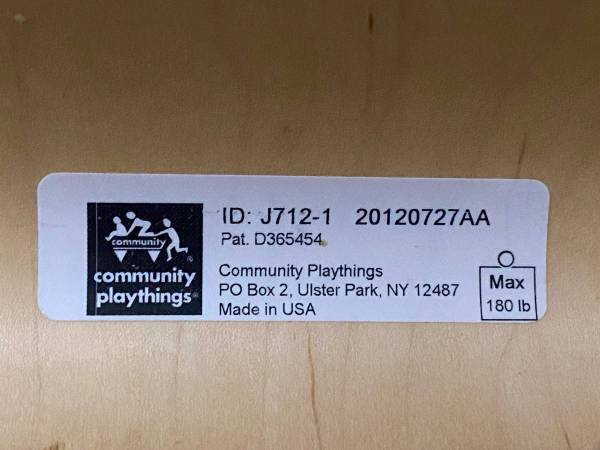 community
community
playthings®
ID: J712-1 20120727AA
Pat. D365454
Community Playthings
PO Box 2, Ulster Park, NY 12487
Made in USA
Max
180 lb